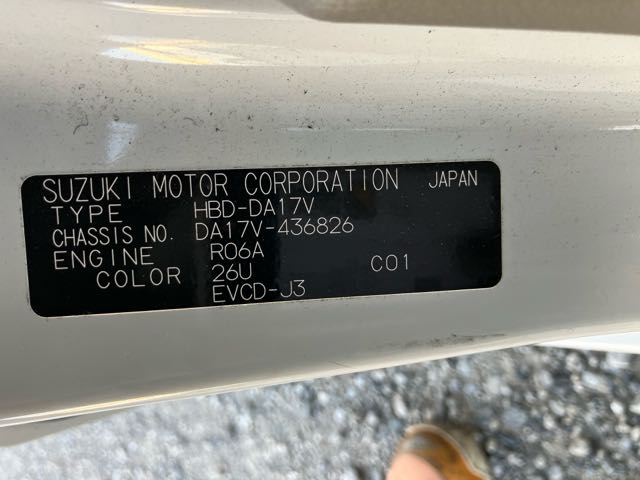 SUZUKI MOTOR CORPORATION JAPAN
TYPE HBD-DA17V
CHASSIS NO. DA17V-436826
ENGINE R06A
COLOR 26U C01
EVCD-J3